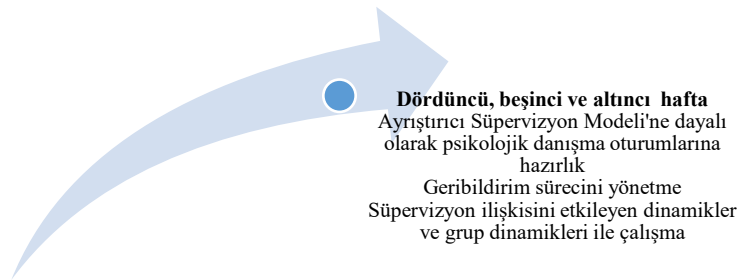 Dördüncü, beşinci ve altıncı hafta
Ayrıştırıcı Süpervizyon Modeli'ne dayalı
olarak psikolojik danışma oturumlarına
hazırlık
Geribildirim sürecini yönetme
Süpervizyon ilişkisini etkileyen dinamikler
ve grup dinamikleri ile çalışma